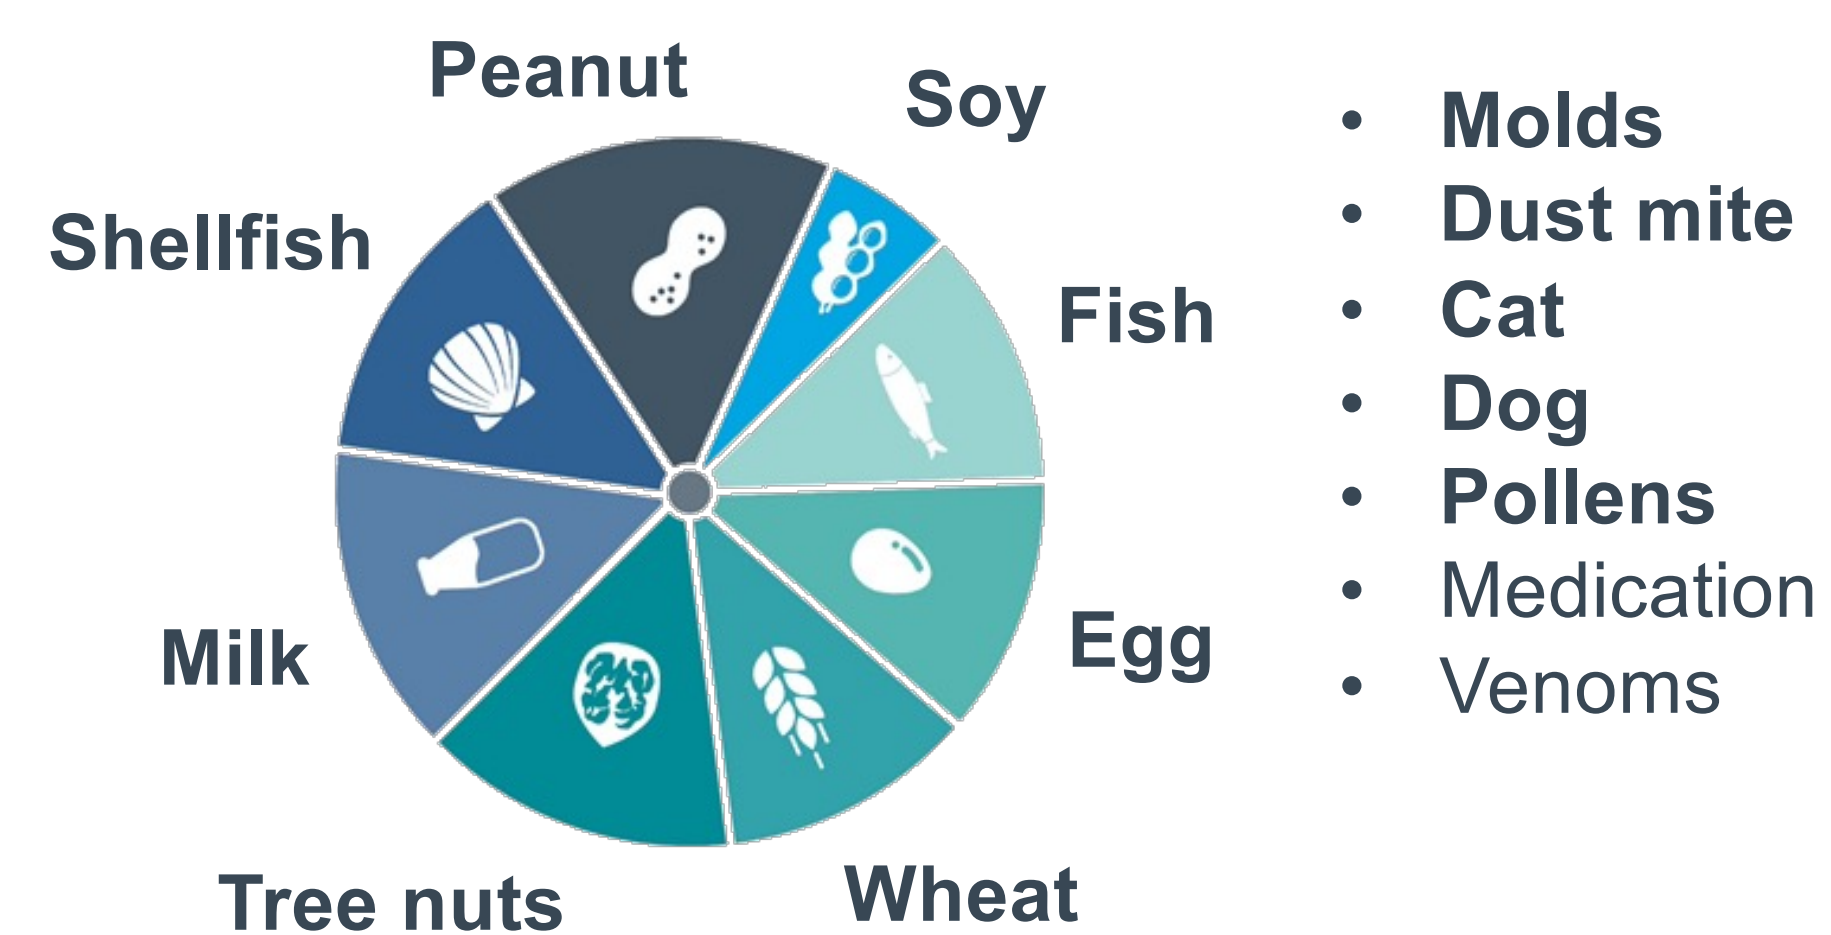 Peanut
Soy
Shellfish
Fish
Milk
Egg
Tree nuts
Wheat
• Molds
• Dust mite
• Cat
• Dog
• Pollens
• Medication
• Venoms